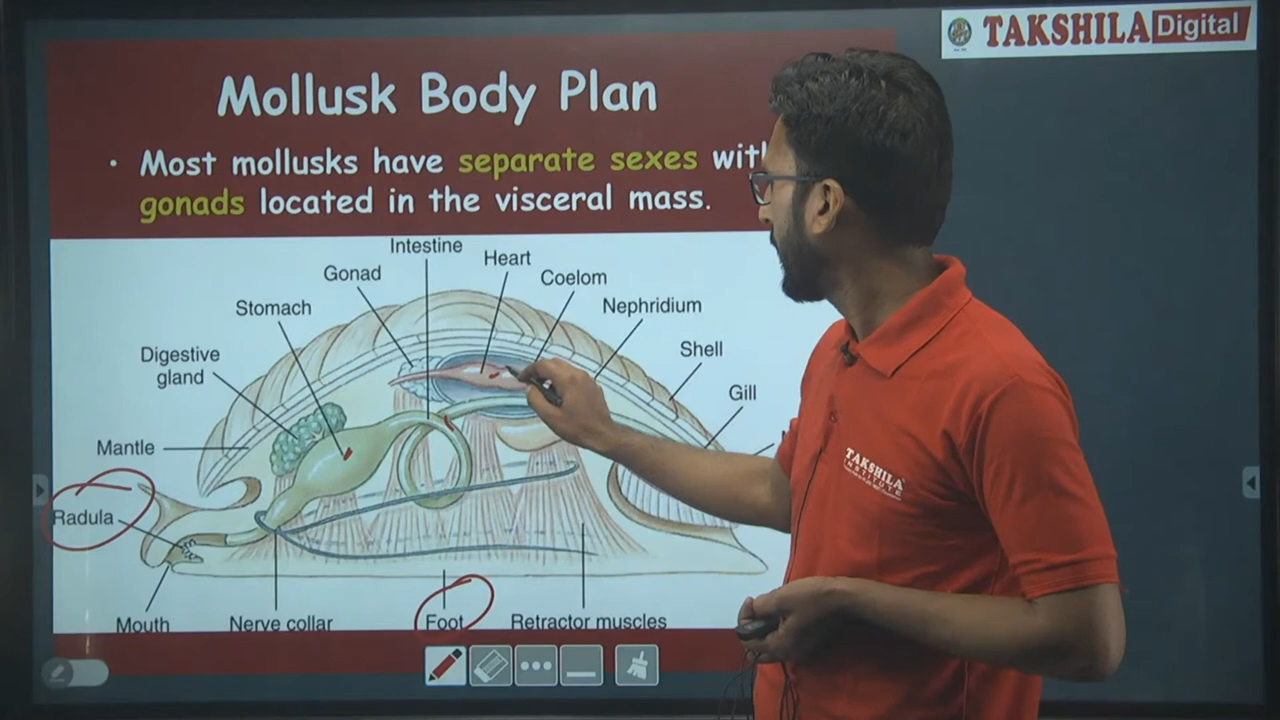 TAKSHILA Digital
Mollusk Body Plan
• Most mollusks have separate sexes with
gonads located in the visceral mass.
Intestine
Heart
Gonad
Coelom
Stomach
Nephridium
Digestive
gland
Shell
Gill
Mantle
Radula
Mouth
Nerve collar
Foot
Retractor muscles
TAKSHILA
INSTITUTE